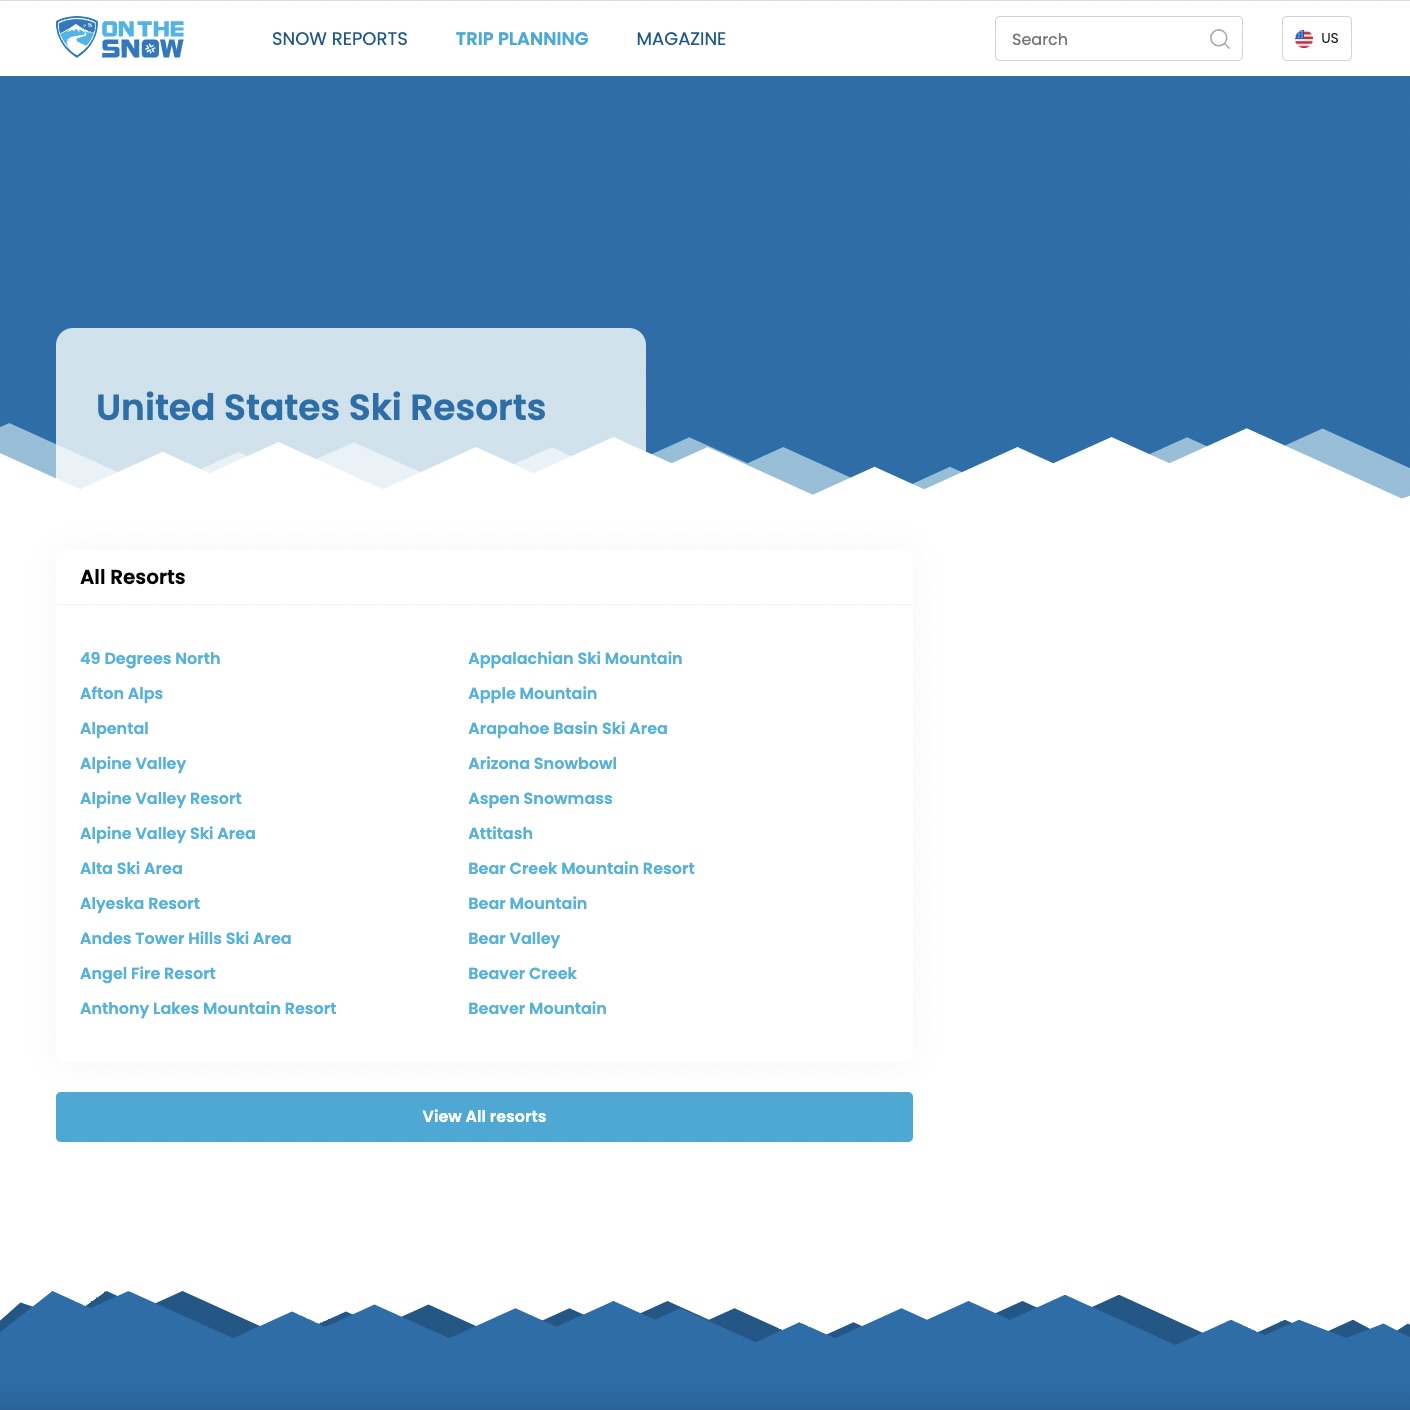 ON THE
SNOW
SNOW REPORTS
TRIP PLANNING
MAGAZINE
Search
US
United States Ski Resorts
All Resorts
49 Degrees North
Afton Alps
Alpental
Alpine Valley
Alpine Valley Resort
Alpine Valley Ski Area
Alta Ski Area
Alyeska Resort
Andes Tower Hills Ski Area
Angel Fire Resort
Anthony Lakes Mountain Resort
Appalachian Ski Mountain
Apple Mountain
Arapahoe Basin Ski Area
Arizona Snowbowl
Aspen Snowmass
Attitash
Bear Creek Mountain Resort
Bear Mountain
Bear Valley
Beaver Creek
Beaver Mountain
View All resorts